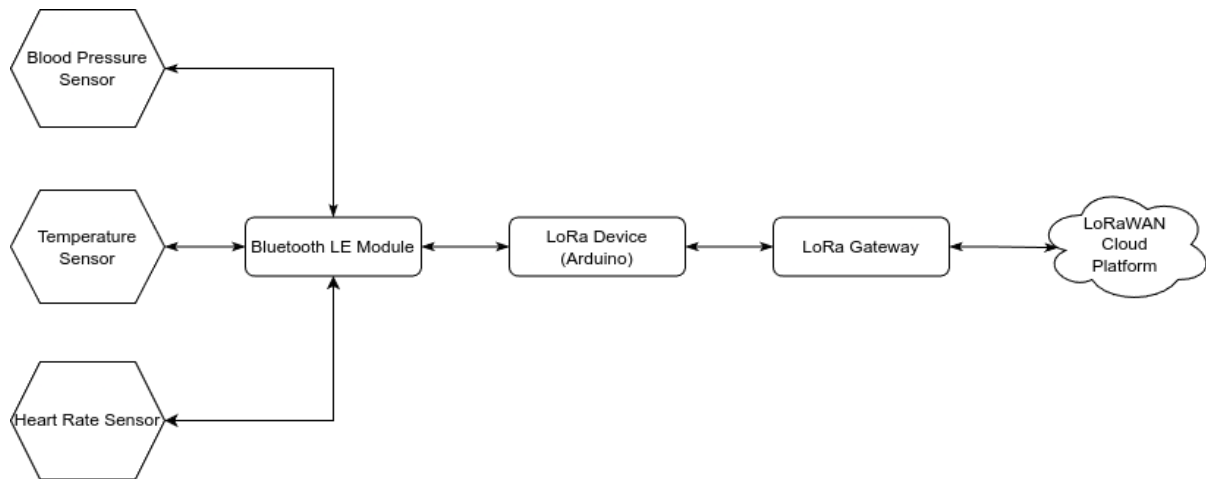 Blood Pressure
Sensor
Temperature
Sensor
Heart Rate Sensor
Bluetooth LE Module
LoRa Device
(Arduino)
LoRa Gateway
LoRaWAN
Cloud
Platform